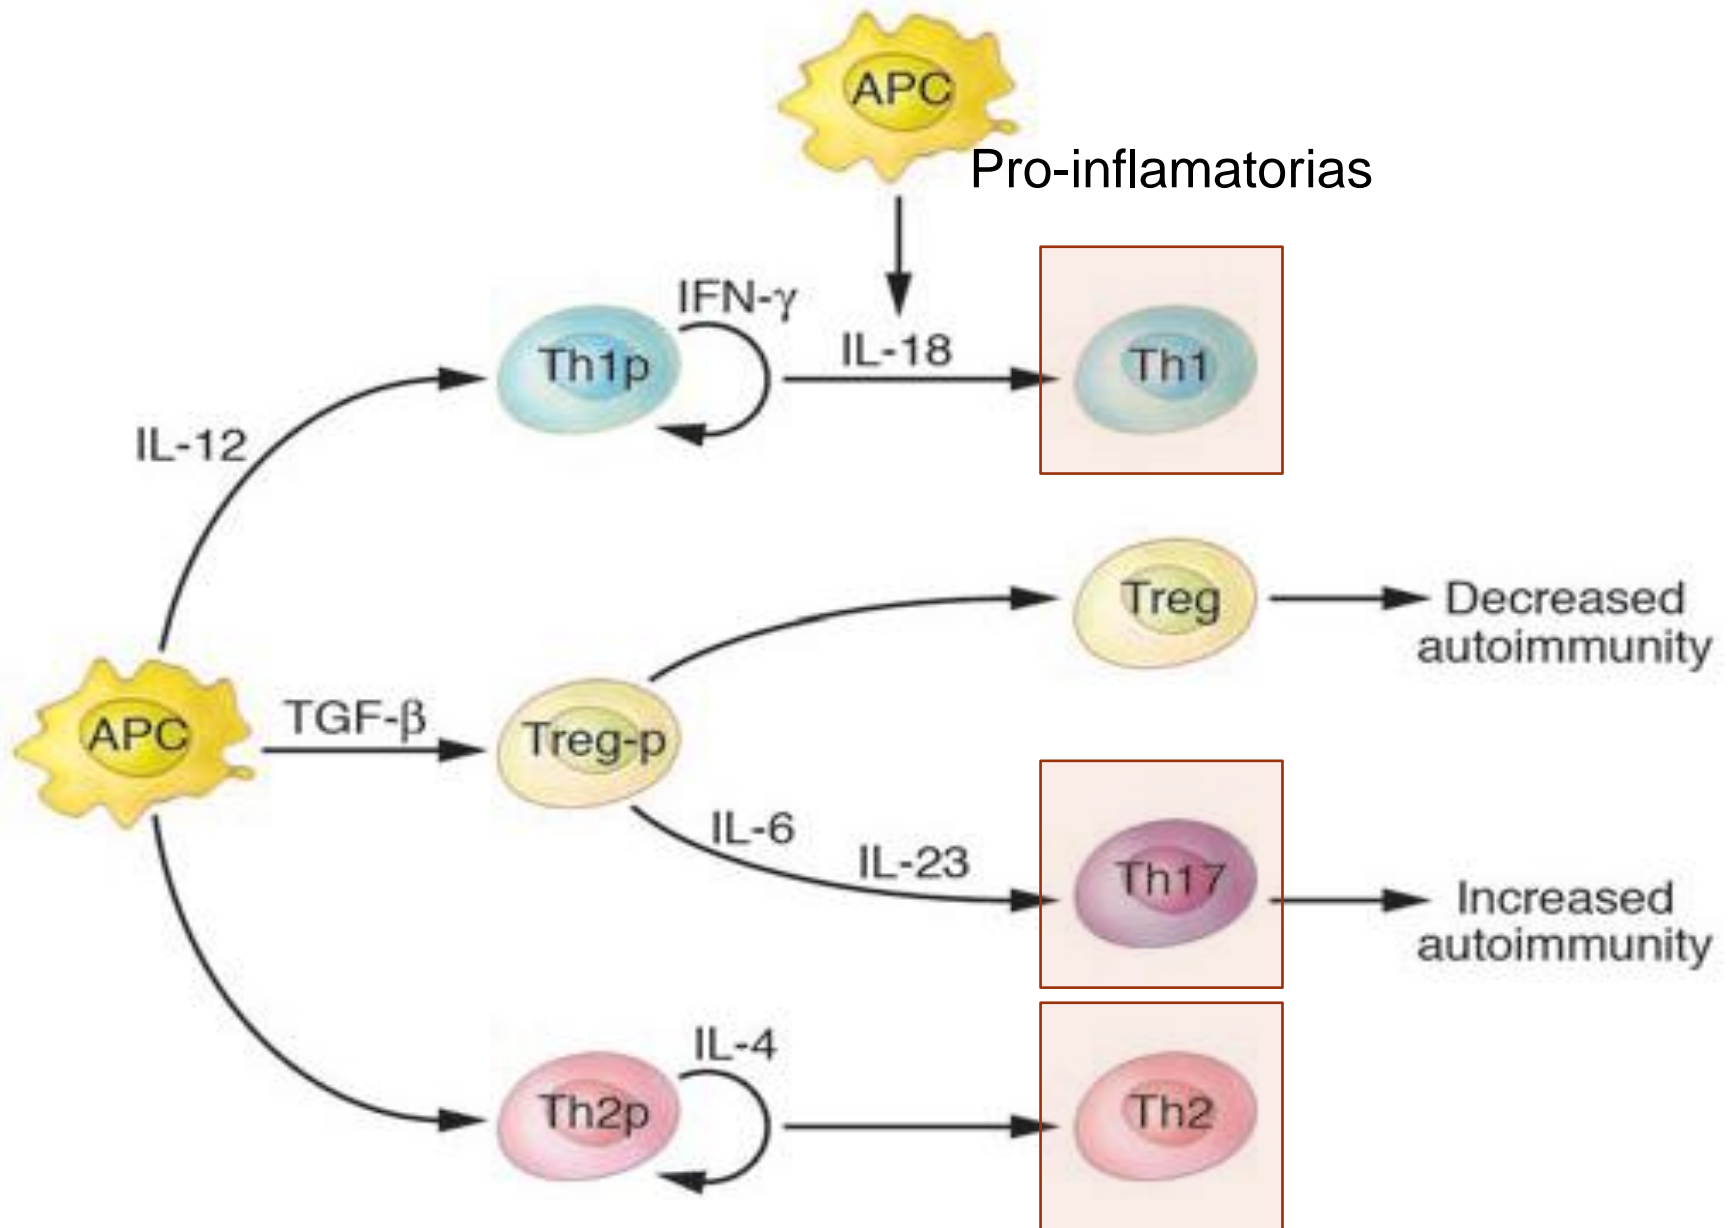 APC
Pro-inflamatorias
IFN-γ
IL-18
Th1p
Th1
IL-12
Treg
Decreased
autoimmunity
APC
TGF-β
Treg-p
IL-6
IL-23
Th17
Increased
autoimmunity
IL-4
Th2p
Th2